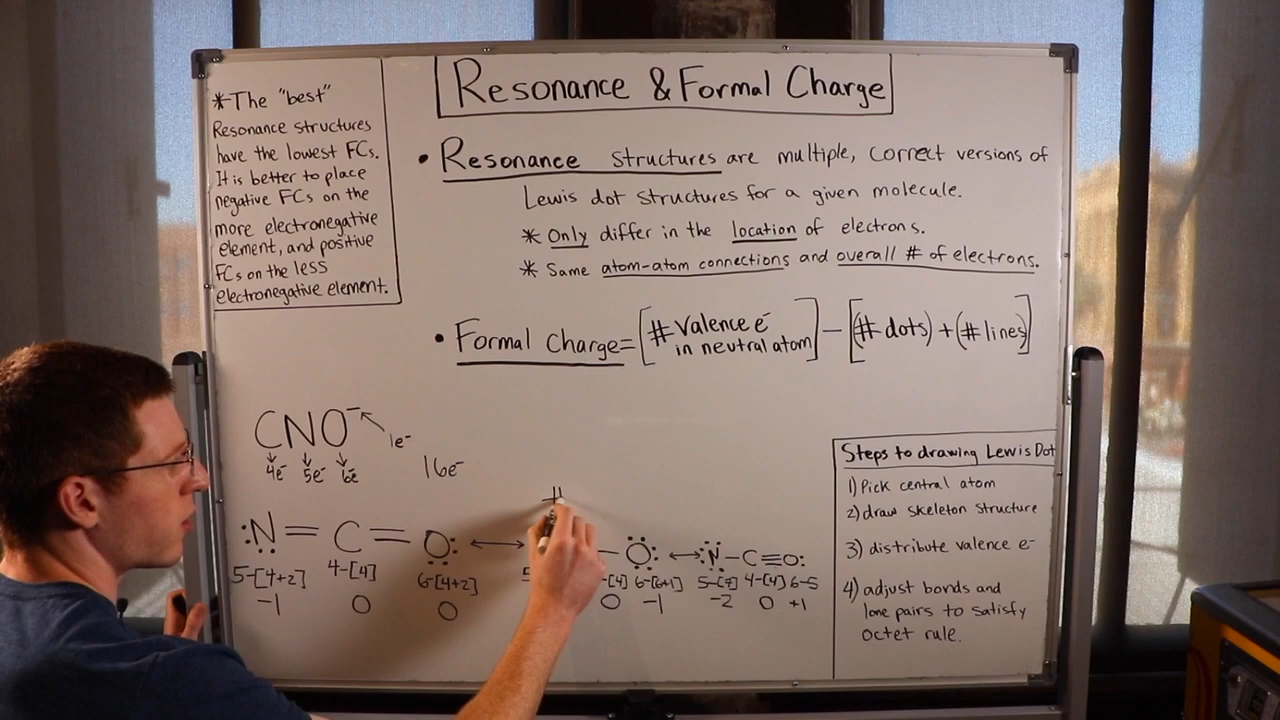 Resonance & Formal Charge
*The "best"
Resonance structures
have the lowest FCs.
It is better to place
negative FCs on the
more electronegative
element, and positive
FCs on the less
electronegative element.
• Resonance Structures are multiple, correct versions of
Lewis dot structures for a given molecule.
* Only differ in the location of electrons.
* Same atom-atom connections and overall # of electrons.
• Formal Charge = [# Valence e⁻ in neutral atom] − [(# dots) + (# lines)]
CNO⁻
1e⁻
4e⁻ 5e⁻ 6e⁻
16e⁻
#
:N̤=C=O̤: ↔ –Ö̤: ↔ :N̤̈–C≡O:
5-[4+2] 4-[4] 6-[4+2] 5 -[4] 6-[6+1] 5-[7] 4-[4] 6-5
-1 0 0 0 -1 -2 0 +1
Steps to drawing Lewis Dot
1) Pick central atom
2) draw skeleton structure
3) distribute valence e-
4) adjust bonds and
lone pairs to satisfy
octet rule.